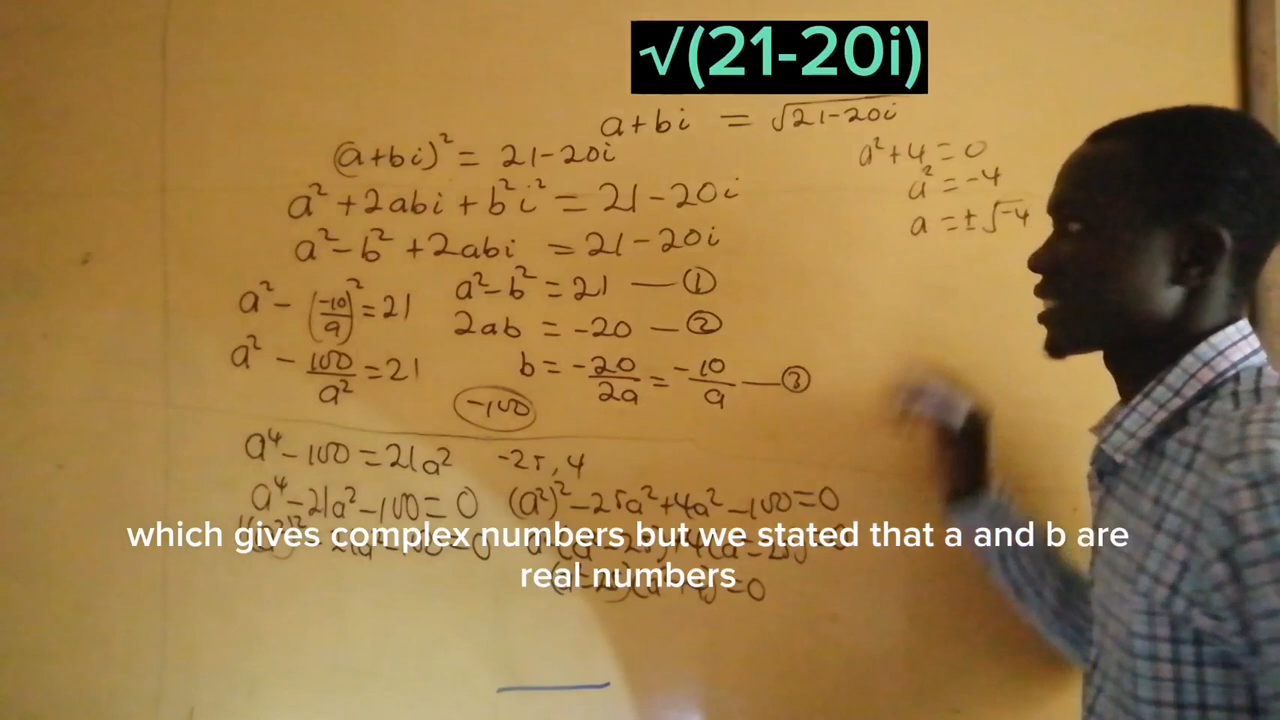 √(21-20i)
a+bi = √21-20i
(a+bi)² = 21-20i
a²+4=0
a²=-4
a=±√-4
a²+2abi+b²i²=21-20i
a²-b²+2abi =21-20i
a²-b²=21 — ①
a²-(-10/a)²=21
2ab = -20 — ②
a²-100/a²=21
b=-20/2a=-10/a — ③
-100
a⁴-100=21a² -25,4
a⁴-21a²-100=0 (a²)²-25a²+4a²-100=0
which gives complex numbers but we stated that a and b are
real numbers